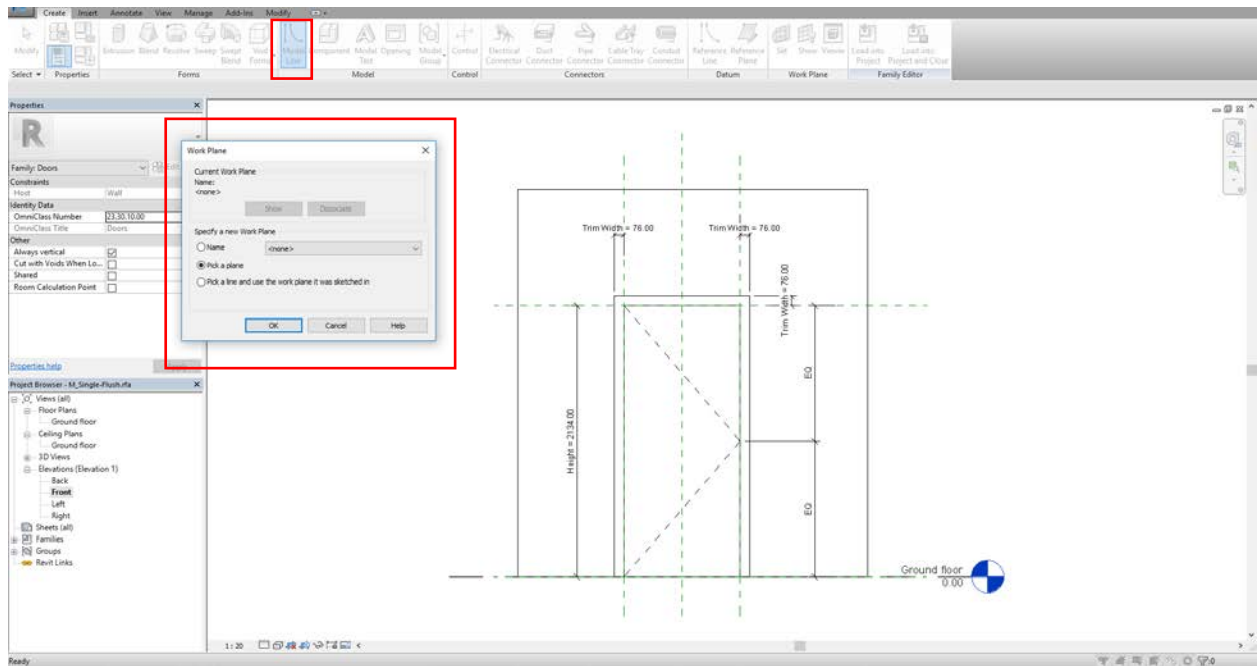 Create Insert Annotate View Manage Add-Ins Modify
Modify Extrusion Blend Revolve Sweep Swept Blend Void Forms Model Line Component Model Text Opening Model Group Control Electrical Connector Duct Connector Pipe Connector Cable Tray Connector Conduit Connector Reference Line Reference Plane Set Show Viewer Load into Project Load into Project and Close
Select Properties Forms Model Control Connectors Datum Work Plane Family Editor
Properties
R
Family: Doors
Constraints
Host Wall
Identity Data
OmniClass Number 23.30.10.00
OmniClass Title Doors
Other
Always vertical
Cut with Voids When Lo...
Shared
Room Calculation Point
Properties help
Work Plane
Current Work Plane
Name:
<none>
Show Dissociate
Specify a new Work Plane
Name <none>
Pick a plane
Pick a line and use the work plane it was sketched in
OK Cancel Help
Project Browser - M_Single-Flush.rfa
Views (all)
Floor Plans
Ground floor
Ceiling Plans
Ground floor
3D Views
Elevations (Elevation 1)
Back
Front
Left
Right
Sheets (all)
Families
Groups
Revit Links
Trim Width = 76.00 Trim Width = 76.00
Trim Width = 76.00
EQ
Height = 2134.00
EQ
Ground floor
0.00
1 : 20
Ready
:0